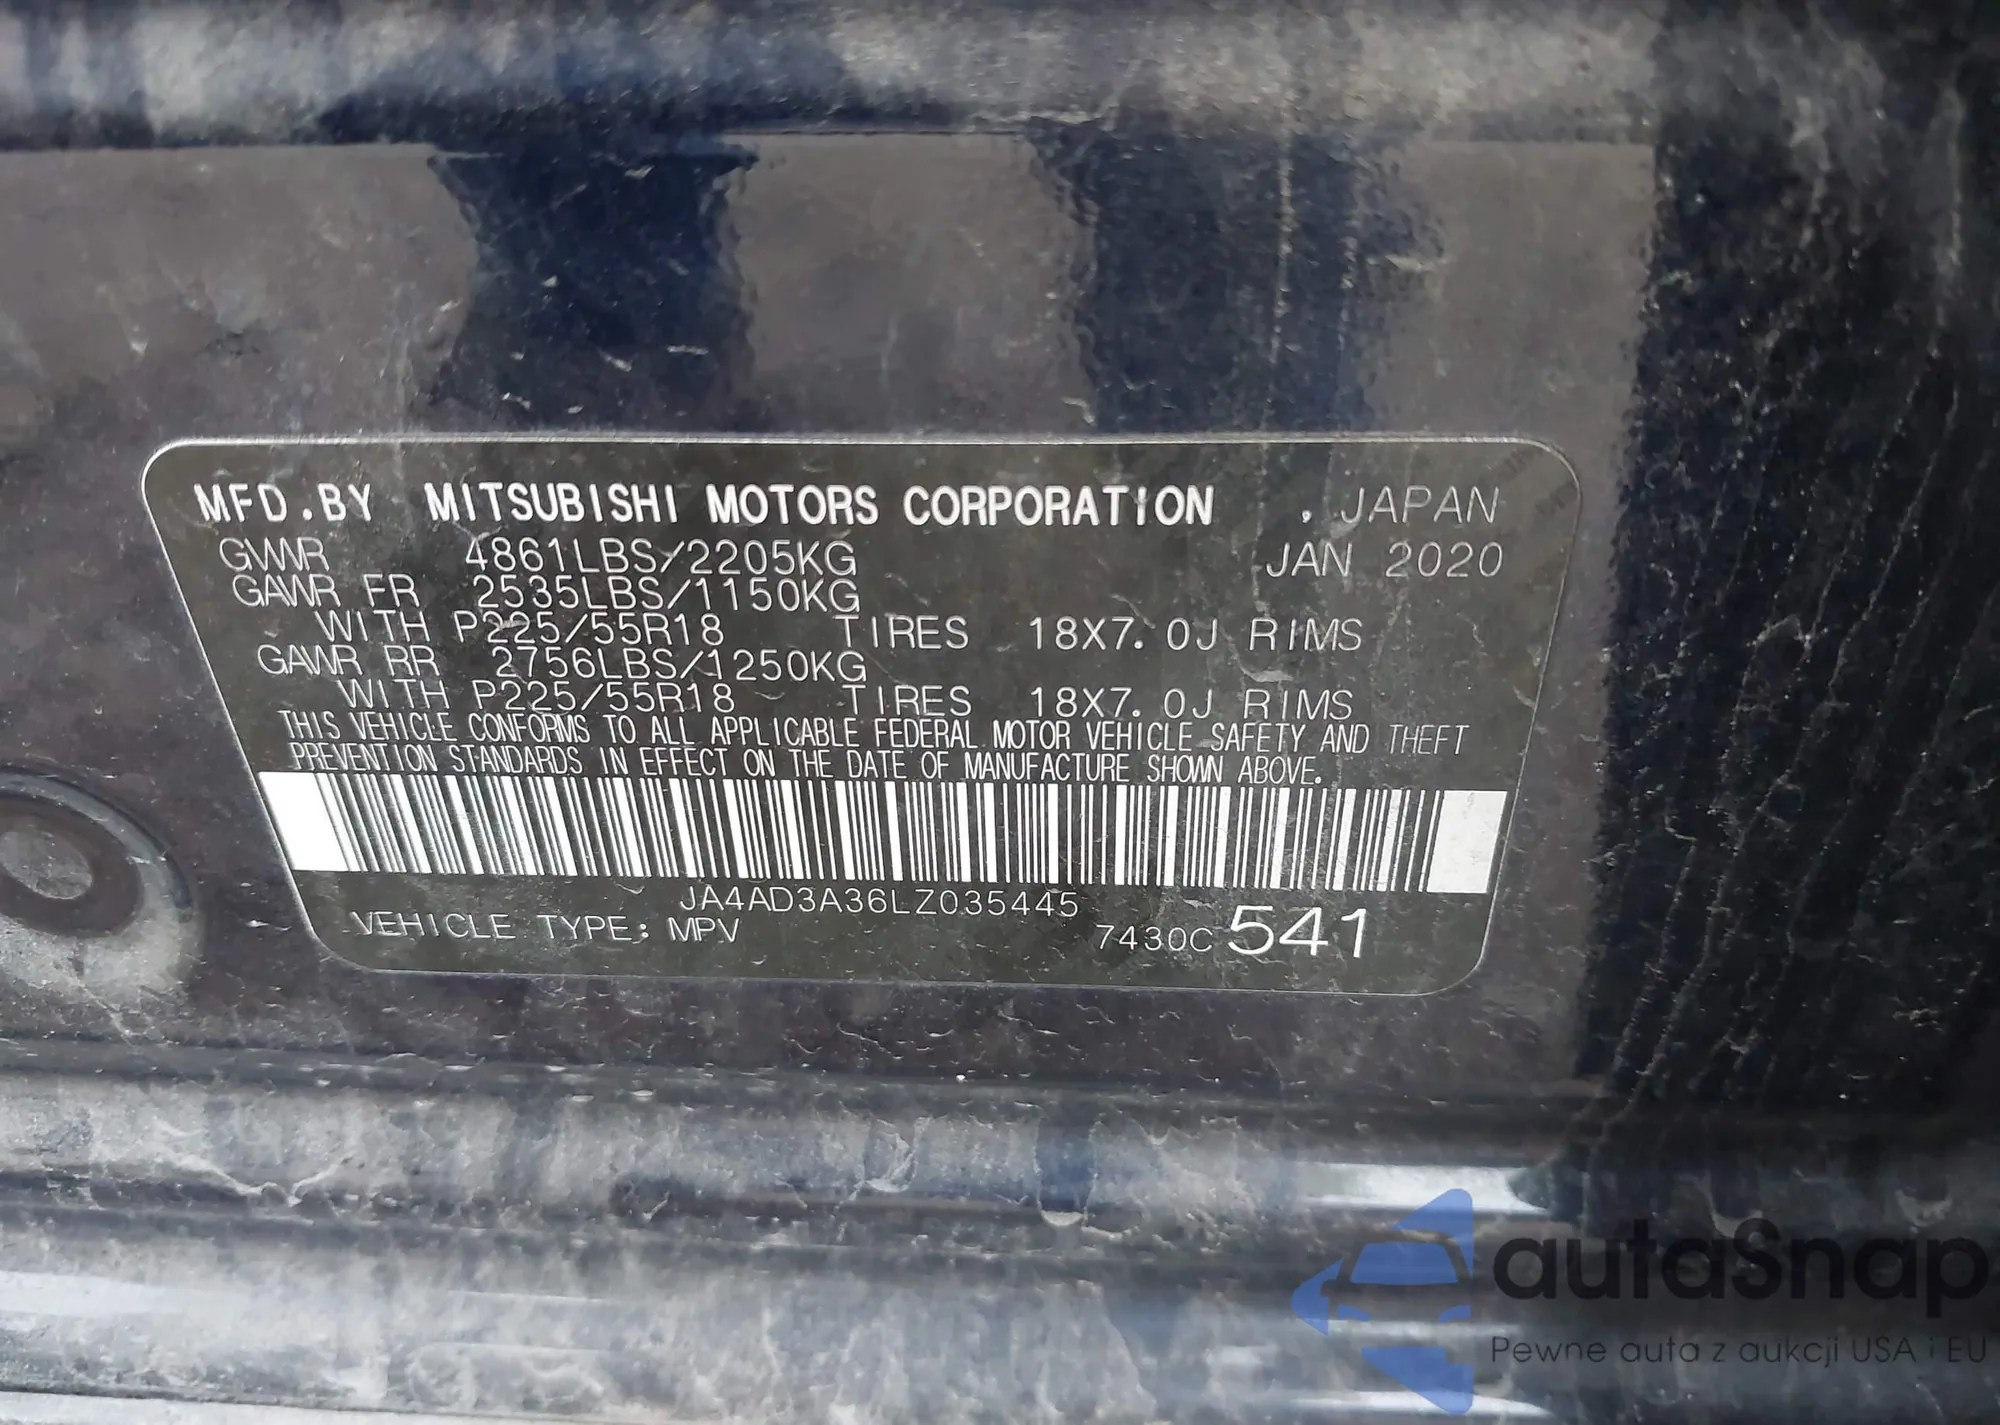 MFD.BY MITSUBISHI MOTORS CORPORATION , JAPAN
GVWR 4861LBS/2205KG JAN 2020
GAWR FR 2535LBS/1150KG
WITH P225/55R18 TIRES 18X7.0J RIMS
GAWR RR 2756LBS/1250KG
WITH P225/55R18 TIRES 18X7.0J RIMS
THIS VEHICLE CONFORMS TO ALL APPLICABLE FEDERAL MOTOR VEHICLE SAFETY AND THEFT
PREVENTION STANDARDS IN EFFECT ON THE DATE OF MANUFACTURE SHOWN ABOVE.
JA4AD3A36LZ035445
VEHICLE TYPE: MPV 7430C 541
autaSnap
Pewne auta z aukcji USA i EU